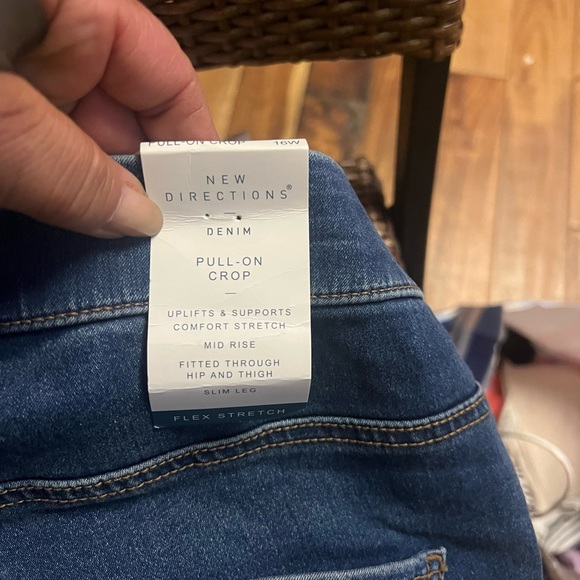 PULL-ON CROP 16W
NEW
DIRECTIONS®
DENIM
PULL-ON
CROP
UPLIFTS & SUPPORTS
COMFORT STRETCH
MID RISE
FITTED THROUGH
HIP AND THIGH
SLIM LEG
FLEX STRETCH